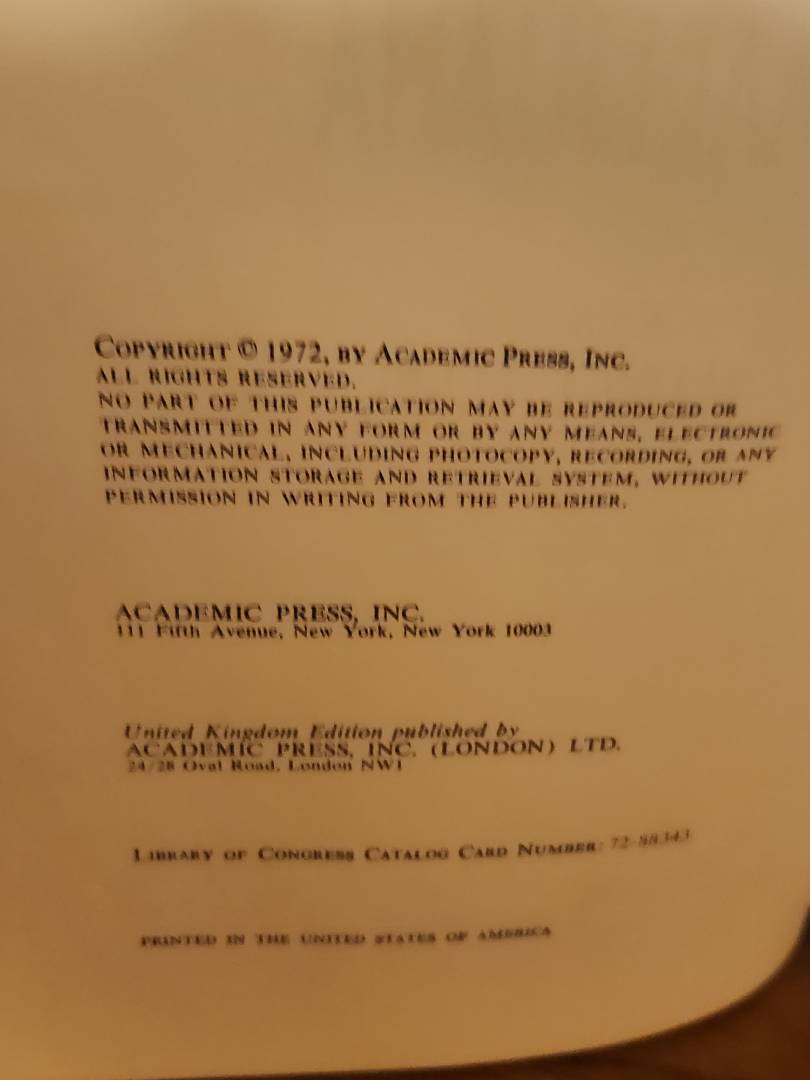 COPYRIGHT © 1972, BY ACADEMIC PRESS, INC.
ALL RIGHTS RESERVED.
NO PART OF THIS PUBLICATION MAY BE REPRODUCED OR
TRANSMITTED IN ANY FORM OR BY ANY MEANS, ELECTRONIC
OR MECHANICAL, INCLUDING PHOTOCOPY, RECORDING, OR ANY
INFORMATION STORAGE AND RETRIEVAL SYSTEM, WITHOUT
PERMISSION IN WRITING FROM THE PUBLISHER.
ACADEMIC PRESS, INC.
111 Fifth Avenue, New York, New York 10003
United Kingdom Edition published by
ACADEMIC PRESS, INC. (LONDON) LTD.
24/28 Oval Road, London NW1
LIBRARY OF CONGRESS CATALOG CARD NUMBER: 72-88343
PRINTED IN THE UNITED STATES OF AMERICA